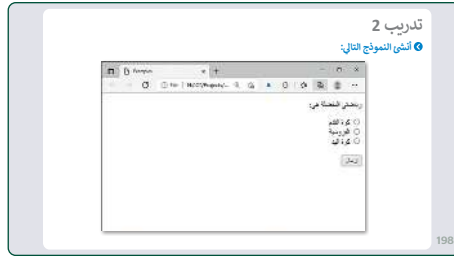 تدريب 2
أنشئ النموذج التالي:
رياضتي المفضلة هي:
كرة القدم
الفروسية
كرة اليد
إرسال
198